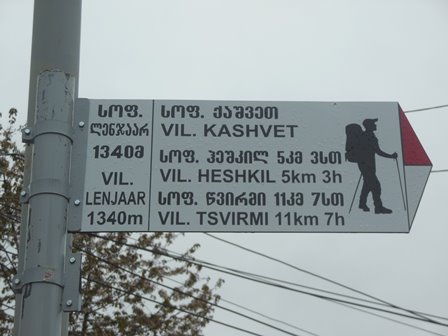 სოფ.
ლენჯაარ
1340მ
VIL.
LENJAAR
1340m
სოფ. ქაშვეთ
VIL. KASHVET
სოფ. ჰეშკილ 5კმ 3სთ
VIL. HESHKIL 5km 3h
სოფ. წვირმი 11კმ 7სთ
VIL. TSVIRMI 11km 7h